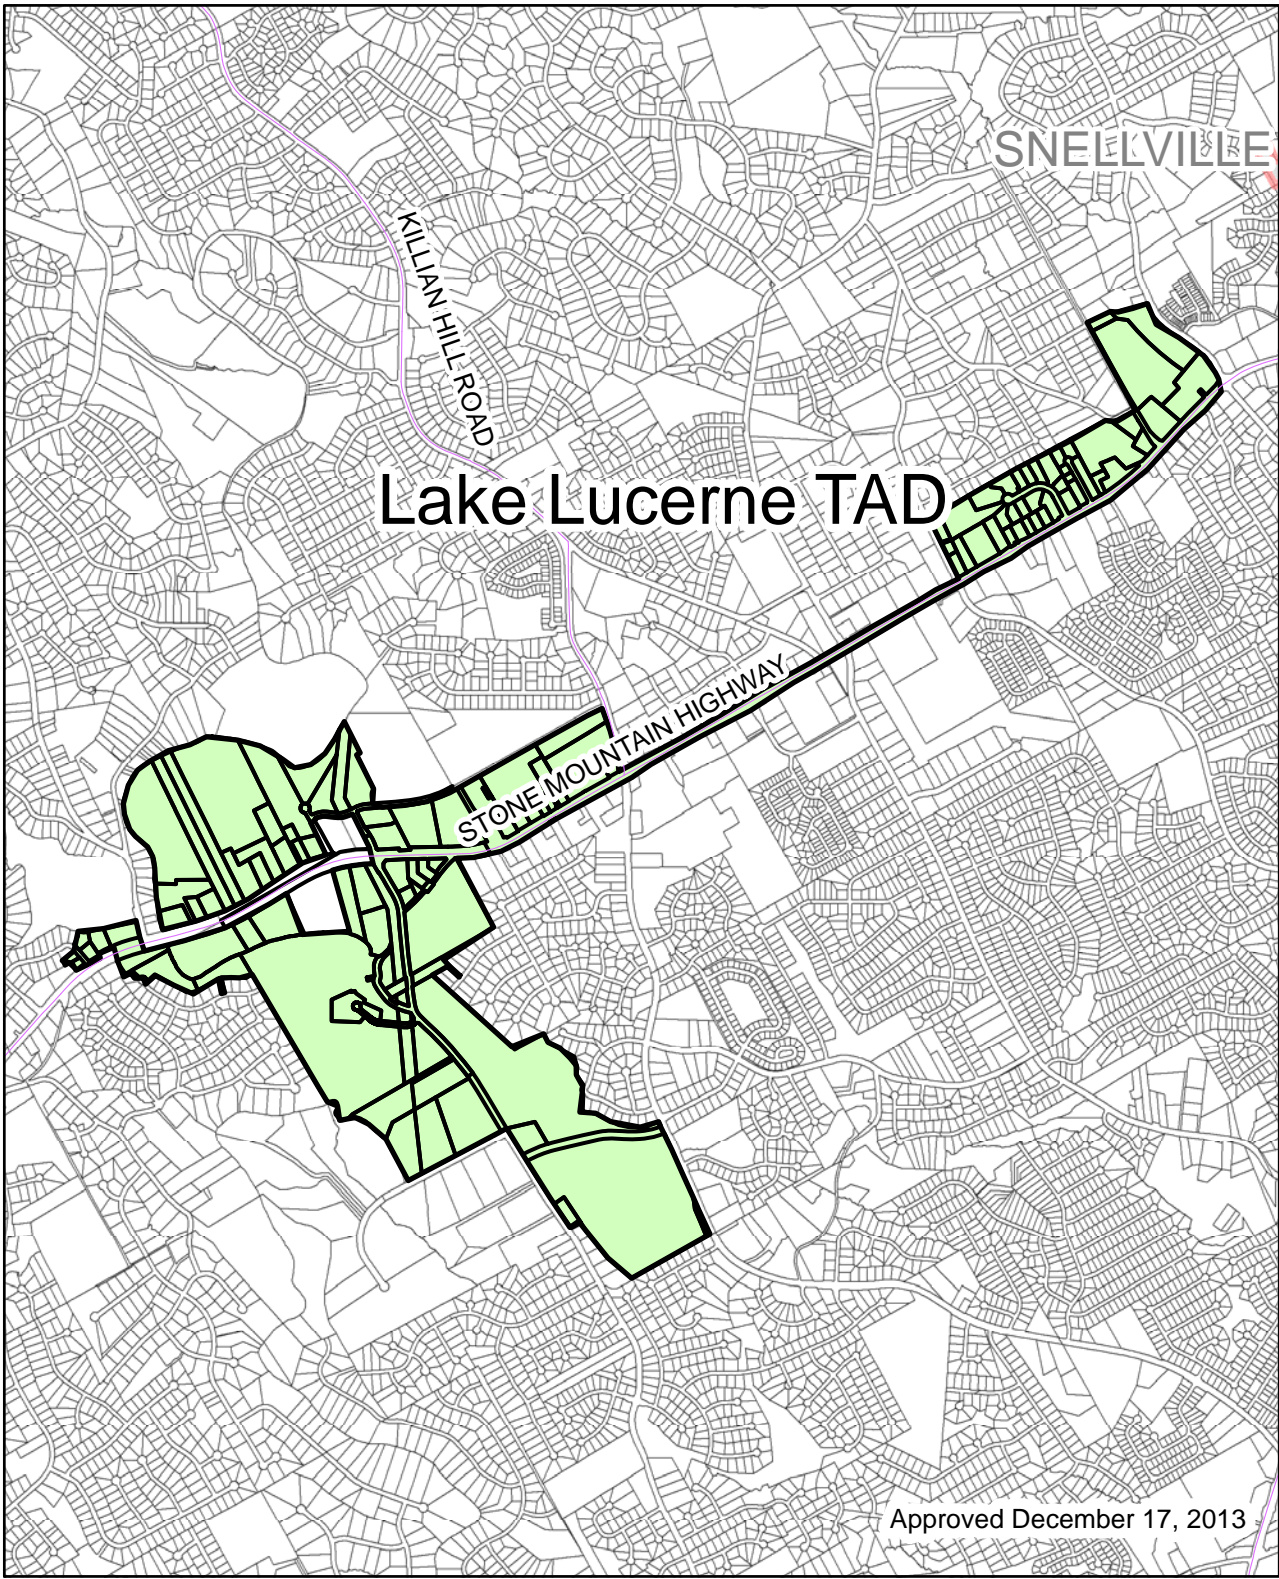 SNELLVILLE
KILLIAN HILL ROAD
Lake Lucerne TAD
STONE MOUNTAIN HIGHWAY
Approved December 17, 2013